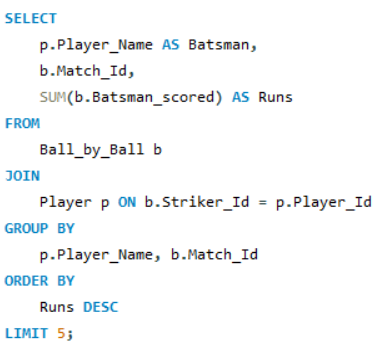 SELECT
p.Player_Name AS Batsman,
b.Match_Id,
SUM(b.Batsman_scored) AS Runs
FROM
Ball_by_Ball b
JOIN
Player p ON b.Striker_Id = p.Player_Id
GROUP BY
p.Player_Name, b.Match_Id
ORDER BY
Runs DESC
LIMIT 5;